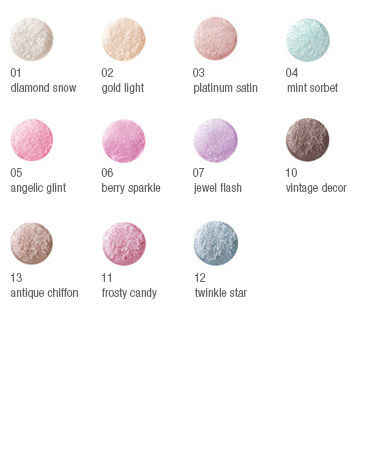 01
diamond snow
02
gold light
03
platinum satin
04
mint sorbet
05
angelic glint
06
berry sparkle
07
jewel flash
10
vintage decor
13
antique chiffon
11
frosty candy
12
twinkle star